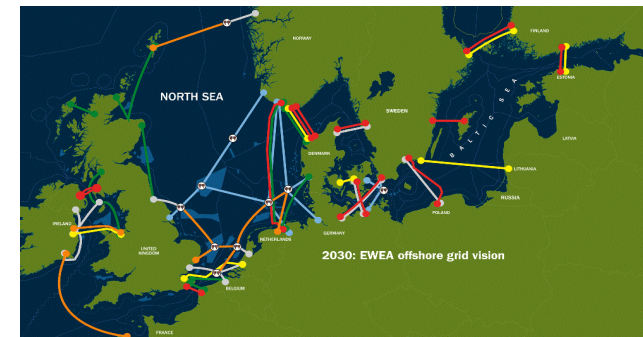 NORWAY
FINLAND
ESTONIA
NORTH SEA
SWEDEN
BALTIC SEA
DENMARK
LATVIA
LITHUANIA
RUSSIA
POLAND
IRELAND
UNITED
KINGDOM
NETHERLANDS
GERMANY
BELGIUM
2030: EWEA offshore grid vision
FRANCE